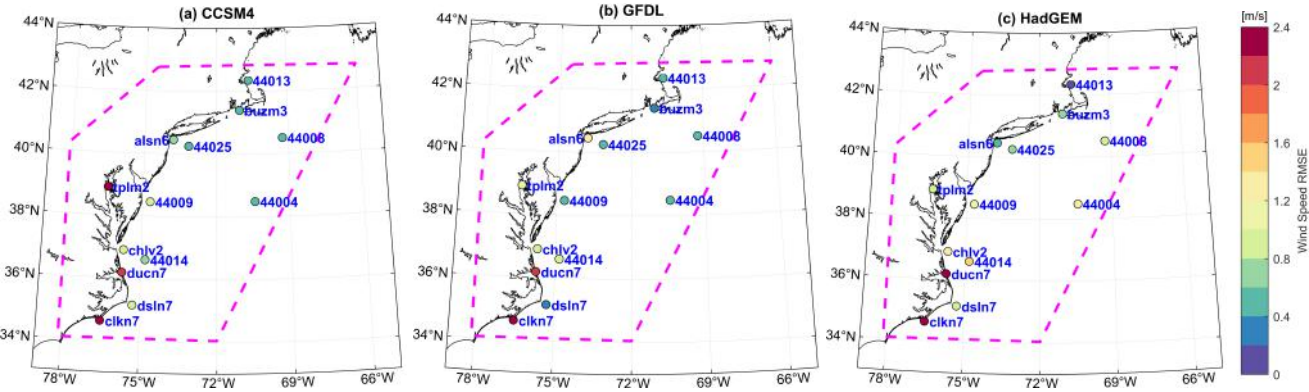 (a) CCSM4
44°N
42°N
40°N
38°N
36°N
34°N
78°W
75°W
72°W
69°W
66°W
44013
buzm3
alsn6
44025
44008
tplm2
44009
44004
chlv2
44014
ducn7
dsln7
clkn7
(b) GFDL
44°N
42°N
40°N
38°N
36°N
34°N
78°W
75°W
72°W
69°W
66°W
44013
buzm3
alsn6
44025
44008
tplm2
44009
44004
chlv2
44014
ducn7
dsln7
clkn7
(c) HadGEM
44°N
42°N
40°N
38°N
36°N
34°N
78°W
75°W
72°W
69°W
66°W
44013
buzm3
alsn6
44025
44008
tplm2
44009
44004
chlv2
44014
ducn7
dsln7
clkn7
[m/s]
2.4
2
1.6
1.2
0.8
0.4
0
Wind Speed RMSE